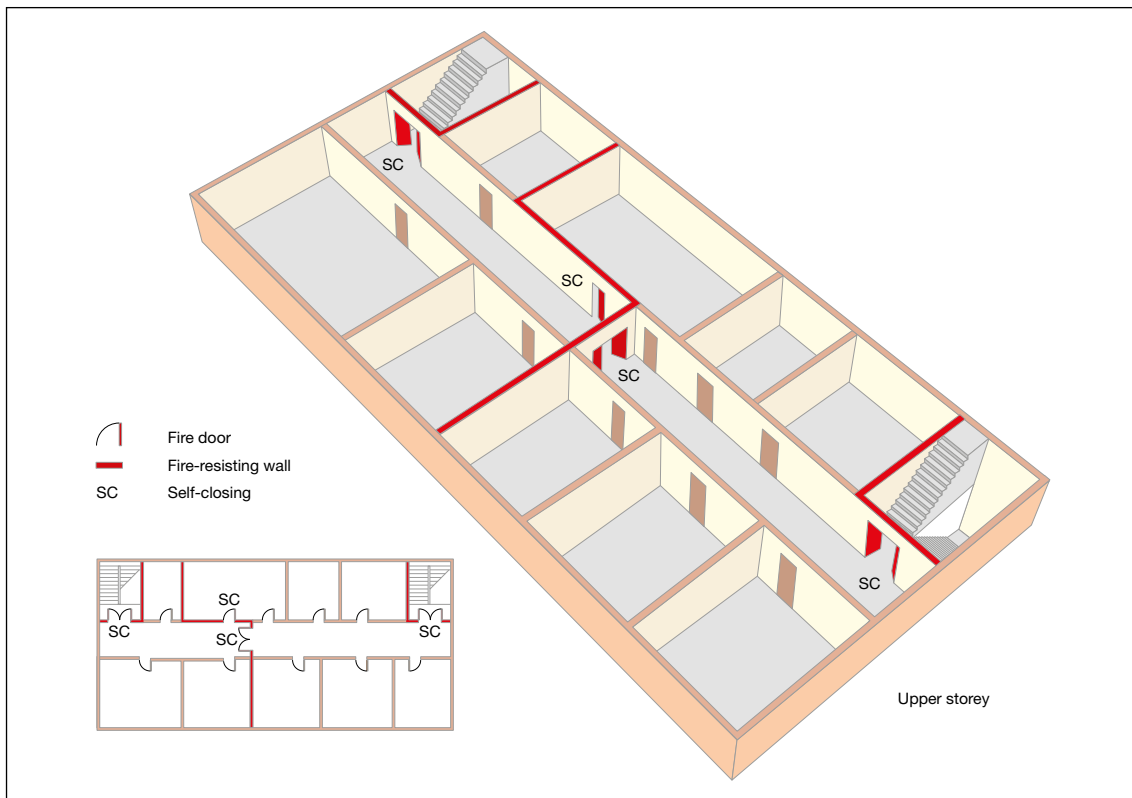 SC
SC
SC
SC
Fire door
Fire-resisting wall
SC Self-closing
SC
SC
SC
SC
Upper storey